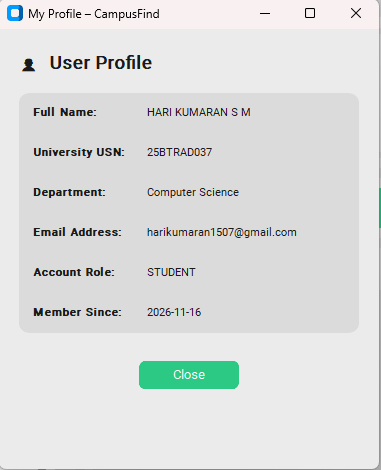 My Profile – CampusFind
User Profile
Full Name: HARI KUMARAN S M
University USN: 25BTRAD037
Department: Computer Science
Email Address: harikumaran1507@gmail.com
Account Role: STUDENT
Member Since: 2026-11-16
Close